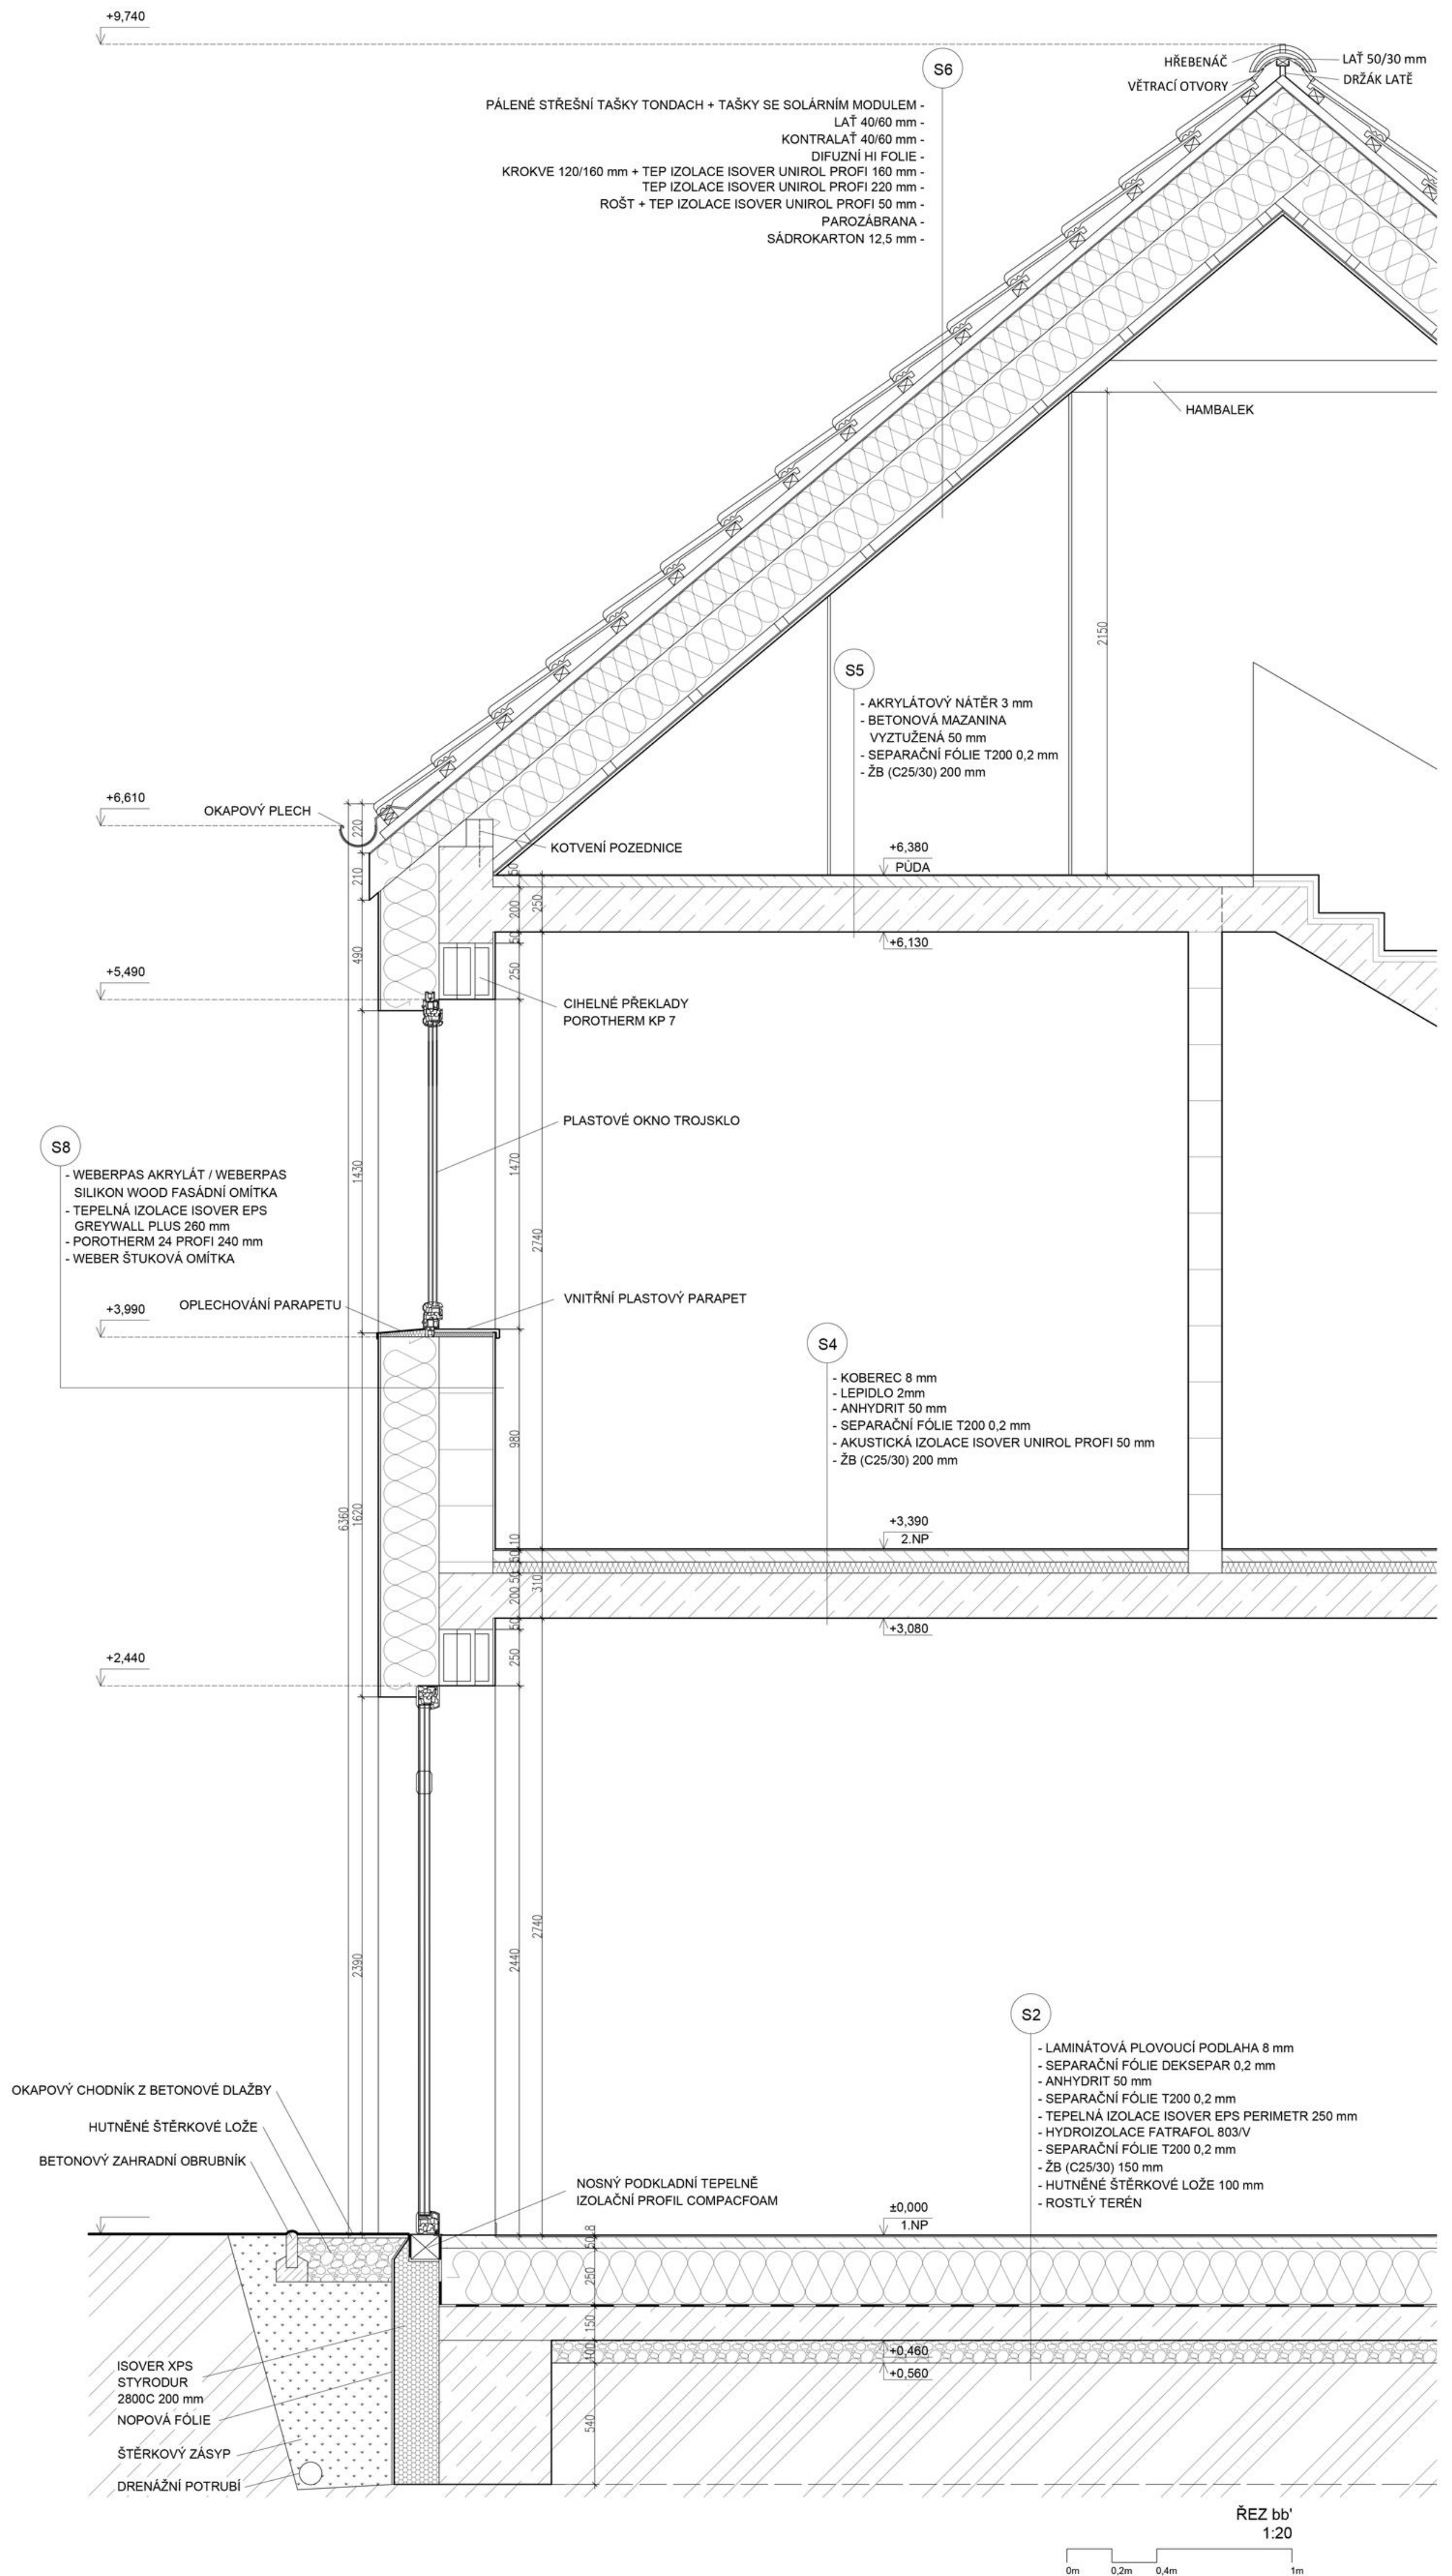 +9,740
S6
HŘEBENÁČ
LAŤ 50/30 mm
VĚTRACÍ OTVORY
DRŽÁK LATĚ
PÁLENÉ STŘEŠNÍ TAŠKY TONDACH + TAŠKY SE SOLÁRNÍM MODULEM -
LAŤ 40/60 mm -
KONTRALAŤ 40/60 mm -
DIFUZNÍ HI FOLIE -
KROKVE 120/160 mm + TEP IZOLACE ISOVER UNIROL PROFI 160 mm -
TEP IZOLACE ISOVER UNIROL PROFI 220 mm -
ROŠT + TEP IZOLACE ISOVER UNIROL PROFI 50 mm -
PAROZÁBRANA -
SÁDROKARTON 12,5 mm -
HAMBALEK
2150
S5
- AKRYLÁTOVÝ NÁTĚR 3 mm
- BETONOVÁ MAZANINA
VYZTUŽENÁ 50 mm
- SEPARAČNÍ FÓLIE T200 0,2 mm
- ŽB (C25/30) 200 mm
+6,610
OKAPOVÝ PLECH
220
KOTVENÍ POZEDNICE
+6,380
PŮDA
210
50
200
250
50
+6,130
490
250
+5,490
CIHELNÉ PŘEKLADY
POROTHERM KP 7
PLASTOVÉ OKNO TROJSKLO
S8
- WEBERPAS AKRYLÁT / WEBERPAS
SILIKON WOOD FASÁDNÍ OMÍTKA
- TEPELNÁ IZOLACE ISOVER EPS
GREYWALL PLUS 260 mm
- POROTHERM 24 PROFI 240 mm
- WEBER ŠTUKOVÁ OMÍTKA
1430
1470
2740
+3,990
OPLECHOVÁNÍ PARAPETU
VNITŘNÍ PLASTOVÝ PARAPET
S4
- KOBEREC 8 mm
- LEPIDLO 2mm
- ANHYDRIT 50 mm
- SEPARAČNÍ FÓLIE T200 0,2 mm
- AKUSTICKÁ IZOLACE ISOVER UNIROL PROFI 50 mm
- ŽB (C25/30) 200 mm
980
6360
1620
+3,390
2.NP
10
50
50
310
200
50
+3,080
250
+2,440
2390
2440
2740
S2
- LAMINÁTOVÁ PLOVOUCÍ PODLAHA 8 mm
- SEPARAČNÍ FÓLIE DEKSEPAR 0,2 mm
- ANHYDRIT 50 mm
- SEPARAČNÍ FÓLIE T200 0,2 mm
- TEPELNÁ IZOLACE ISOVER EPS PERIMETR 250 mm
- HYDROIZOLACE FATRAFOL 803/V
- SEPARAČNÍ FÓLIE T200 0,2 mm
- ŽB (C25/30) 150 mm
- HUTNĚNÉ ŠTĚRKOVÉ LOŽE 100 mm
- ROSTLÝ TERÉN
OKAPOVÝ CHODNÍK Z BETONOVÉ DLAŽBY
HUTNĚNÉ ŠTĚRKOVÉ LOŽE
BETONOVÝ ZAHRADNÍ OBRUBNÍK
NOSNÝ PODKLADNÍ TEPELNĚ
IZOLAČNÍ PROFIL COMPACFOAM
±0,000
1.NP
8
50
250
150
100
+0,460
+0,560
540
ISOVER XPS
STYRODUR
2800C 200 mm
NOPOVÁ FÓLIE
ŠTĚRKOVÝ ZÁSYP
DRENÁŽNÍ POTRUBÍ
ŘEZ bb'
1:20
0m
0,2m
0,4m
1m